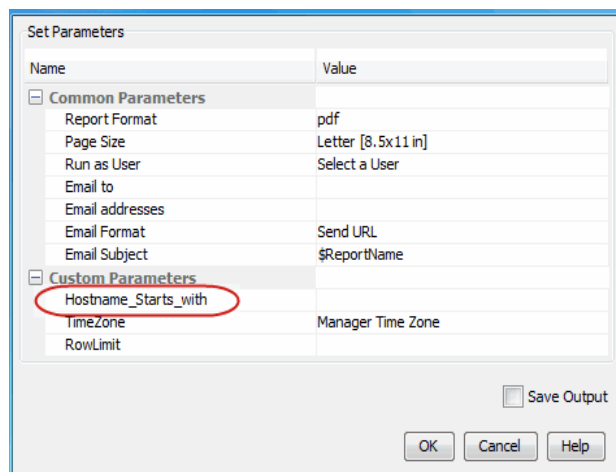 Set Parameters
Name Value
Common Parameters
Report Format pdf
Page Size Letter [8.5x11 in]
Run as User Select a User
Email to
Email addresses
Email Format Send URL
Email Subject $ReportName
Custom Parameters
Hostname_Starts_with
TimeZone Manager Time Zone
RowLimit
Save Output
OK Cancel Help